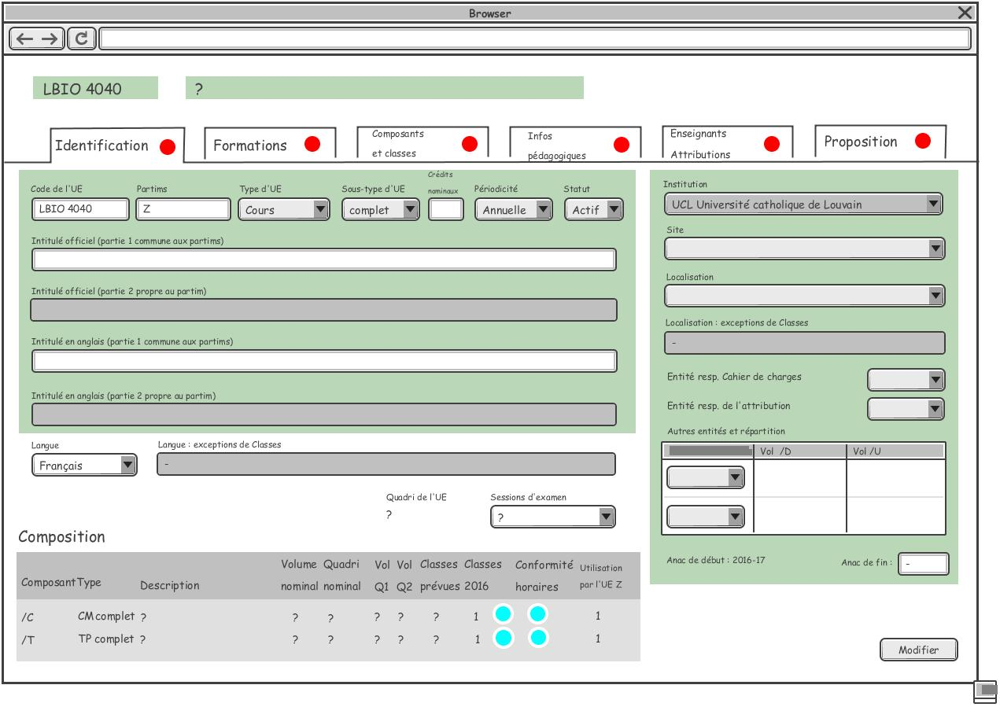 Browser
LBIO 4040 ?
Identification Formations Composants et classes Infos pédagogiques Enseignants Attributions Proposition
Code de l'UE Partims Type d'UE Sous-type d'UE Crédits nominaux Périodicité Statut
LBIO 4040 Z Cours complet Annuelle Actif
Intitulé officiel (partie 1 commune aux partims)
Intitulé officiel (partie 2 propre au partim)
Intitulé en anglais (partie 1 commune aux partims)
Intitulé en anglais (partie 2 propre au partim)
Langue Langue : exceptions de Classes
Français -
Quadri de l'UE Sessions d'examen
? ?
Institution
UCL Université catholique de Louvain
Site
Localisation
Localisation : exceptions de Classes
-
Entité resp. Cahier de charges
Entité resp. de l'attribution
Autres entités et répartition
Vol /D Vol /U
Anac de début : 2016-17 Anac de fin : -
Composition
Composant Type Description Volume nominal Quadri nominal Vol Q1 Vol Q2 Classes prévues Classes 2016 Conformité horaires Utilisation par l'UE Z
/C CM complet ? ? ? ? ? ? 1 1
/T TP complet ? ? ? ? ? ? 1 1
Modifier